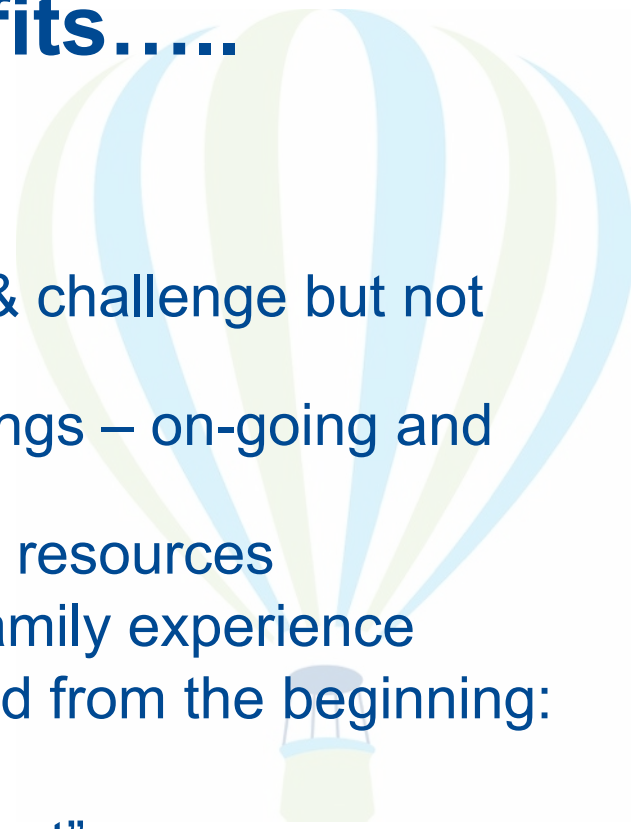 fits…..
& challenge but not
ngs – on-going and
resources
amily experience
d from the beginning:
t”